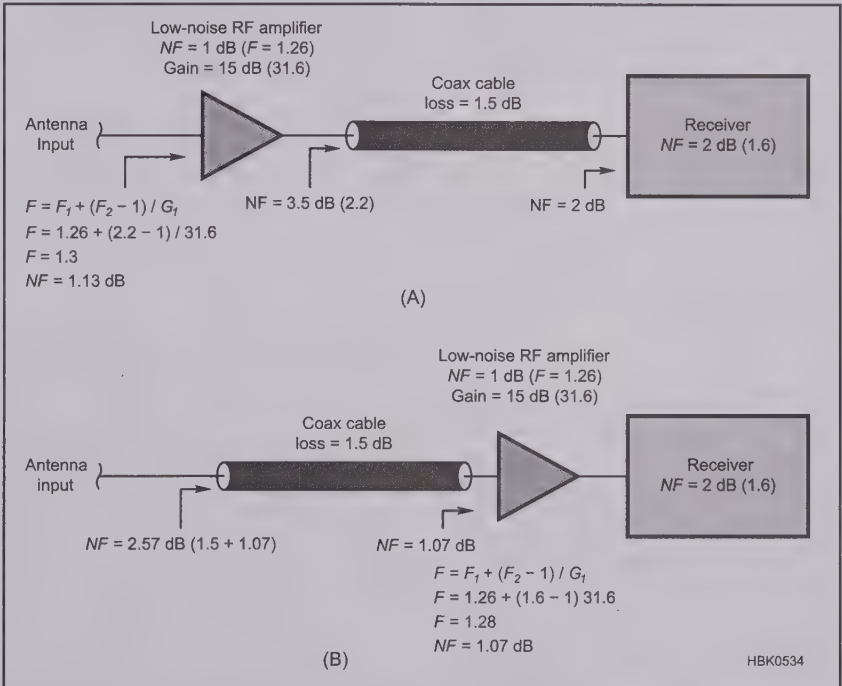 Low-noise RF amplifier
NF = 1 dB (F = 1.26)
Gain = 15 dB (31.6)
Coax cable
loss = 1.5 dB
Antenna
Input
Receiver
NF = 2 dB (1.6)
F = F₁ + (F₂ − 1) / G₁
F = 1.26 + (2.2 − 1) / 31.6
F = 1.3
NF = 1.13 dB
NF = 3.5 dB (2.2)
NF = 2 dB
(A)
Low-noise RF amplifier
NF = 1 dB (F = 1.26)
Gain = 15 dB (31.6)
Coax cable
loss = 1.5 dB
Antenna
input
Receiver
NF = 2 dB (1.6)
NF = 2.57 dB (1.5 + 1.07)
NF = 1.07 dB
F = F₁ + (F₂ − 1) / G₁
F = 1.26 + (1.6 − 1) 31.6
F = 1.28
NF = 1.07 dB
(B)
HBK0534